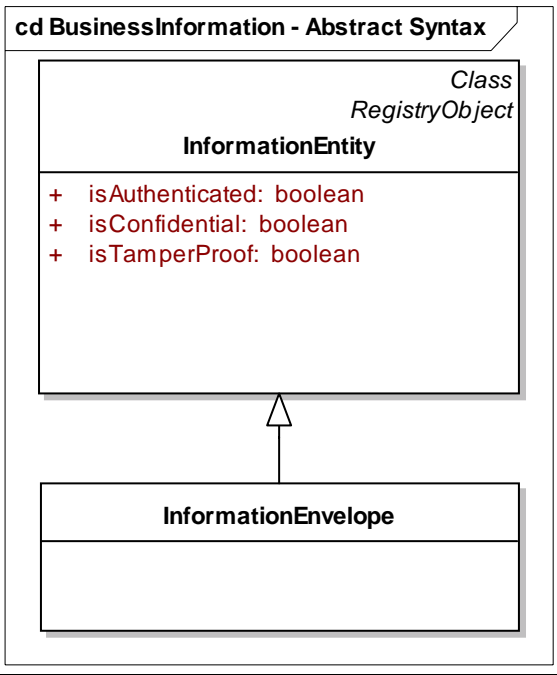 cd BusinessInformation - Abstract Syntax
Class
RegistryObject
InformationEntity
+ isAuthenticated: boolean
+ isConfidential: boolean
+ isTamperProof: boolean
InformationEnvelope